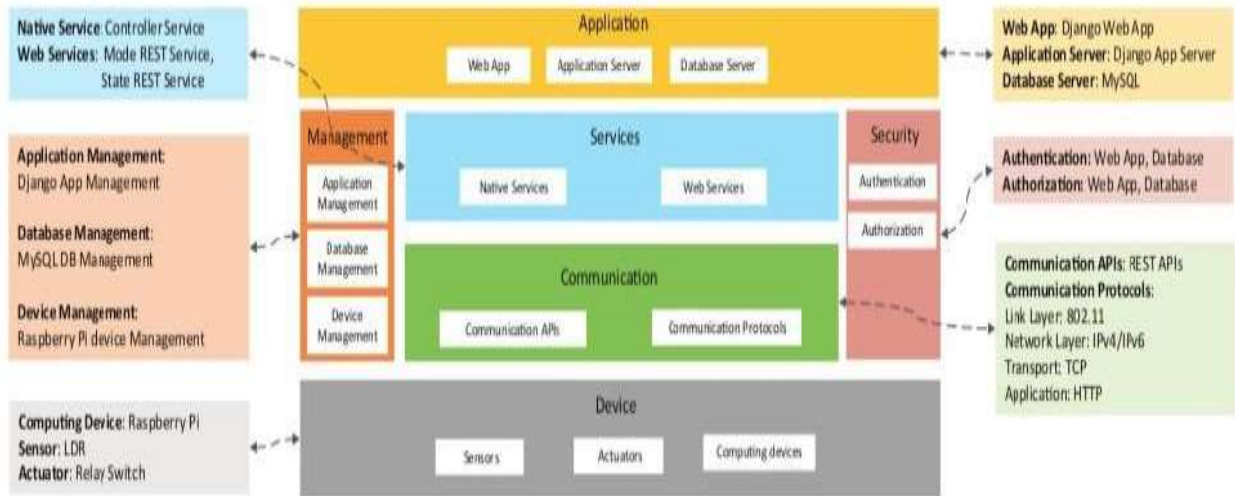 Native Service: Controller Service
Web Services: Mode REST Service,
State REST Service
Application Management:
Django App Management
Database Management:
MySQL DB Management
Device Management:
Raspberry Pi device Management
Computing Device: Raspberry Pi
Sensor: LDR
Actuator: Relay Switch
Application
Web App
Application Server
Database Server
Management
Application
Management
Database
Management
Device
Management
Services
Native Services
Web Services
Communication
Communication APIs
Communication Protocols
Security
Authentication
Authorization
Device
Sensors
Actuators
Computing devices
Web App: Django Web App
Application Server: Django App Server
Database Server: MySQL
Authentication: Web App, Database
Authorization: Web App, Database
Communication APIs: REST APIs
Communication Protocols:
Link Layer: 802.11
Network Layer: IPv4/IPv6
Transport: TCP
Application: HTTP